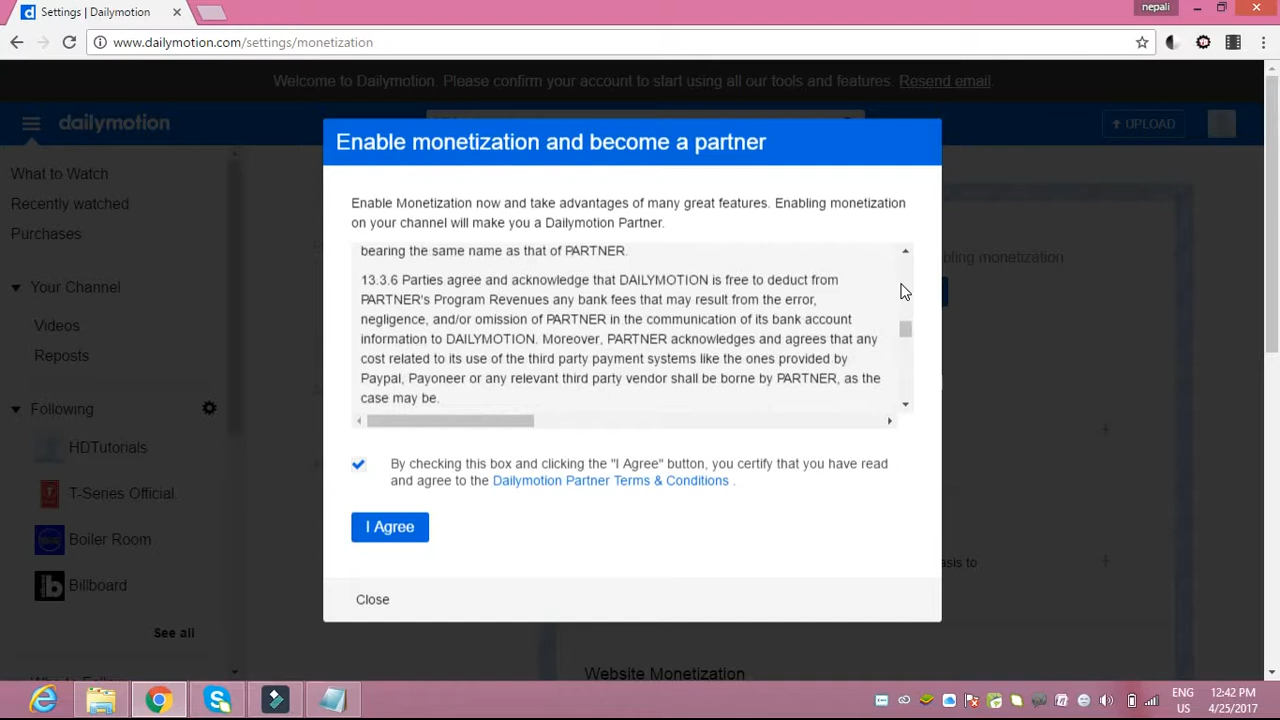 Settings | Dailymotion
nepali
www.dailymotion.com/settings/monetization
Welcome to Dailymotion. Please confirm your account to start using all our tools and features. Resend email.
dailymotion
UPLOAD
What to Watch
Recently watched
Purchases
Your Channel
Videos
Reposts
Following
HDTutorials
T-Series Official.
Boiler Room
Billboard
See all
Enable monetization and become a partner
Enable Monetization now and take advantages of many great features. Enabling monetization
on your channel will make you a Dailymotion Partner.
bearing the same name as that of PARTNER.
13.3.6 Parties agree and acknowledge that DAILYMOTION is free to deduct from
PARTNER's Program Revenues any bank fees that may result from the error,
negligence, and/or omission of PARTNER in the communication of its bank account
information to DAILYMOTION. Moreover, PARTNER acknowledges and agrees that any
cost related to its use of the third party payment systems like the ones provided by
Paypal, Payoneer or any relevant third party vendor shall be borne by PARTNER, as the
case may be.
By checking this box and clicking the "I Agree" button, you certify that you have read
and agree to the Dailymotion Partner Terms & Conditions .
I Agree
Close
bling monetization
asis to
Website Monetization
ENG
US
12:42 PM
4/25/2017